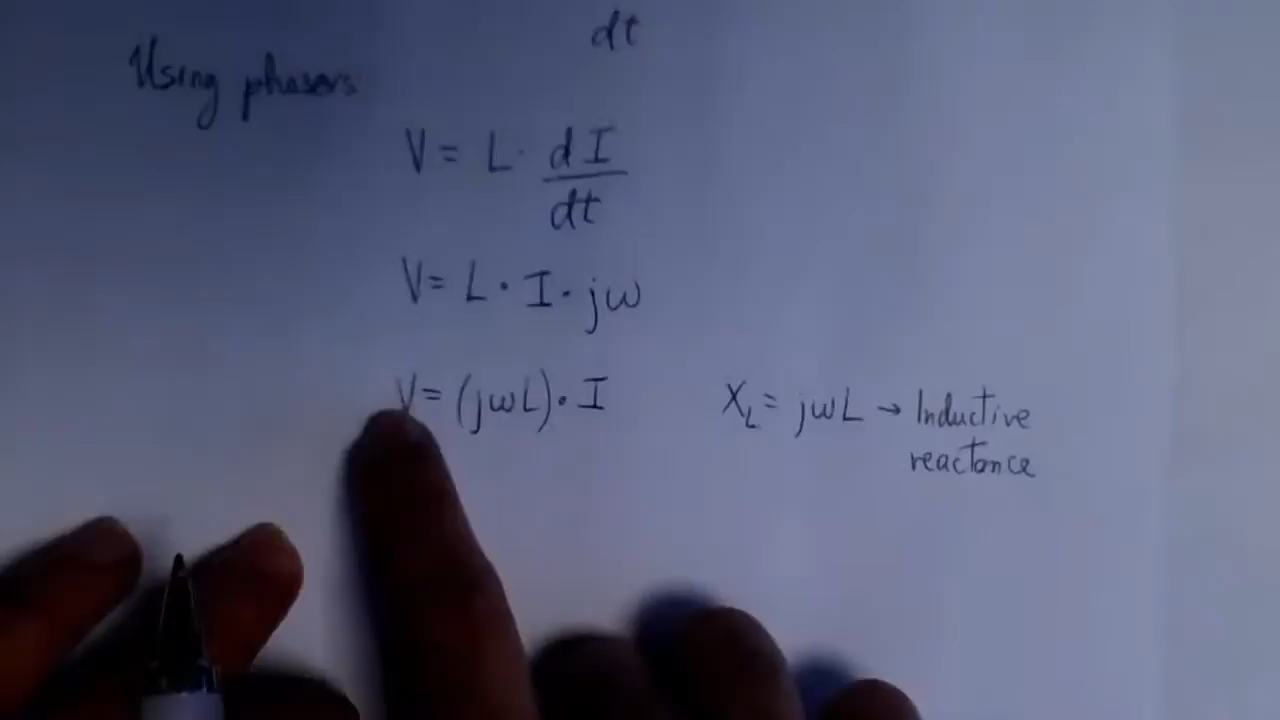 dt
Using phasors
V = L · dI
dt
V = L · I · jω
V = (jωL) · I
X_L = jωL → Inductive
reactance